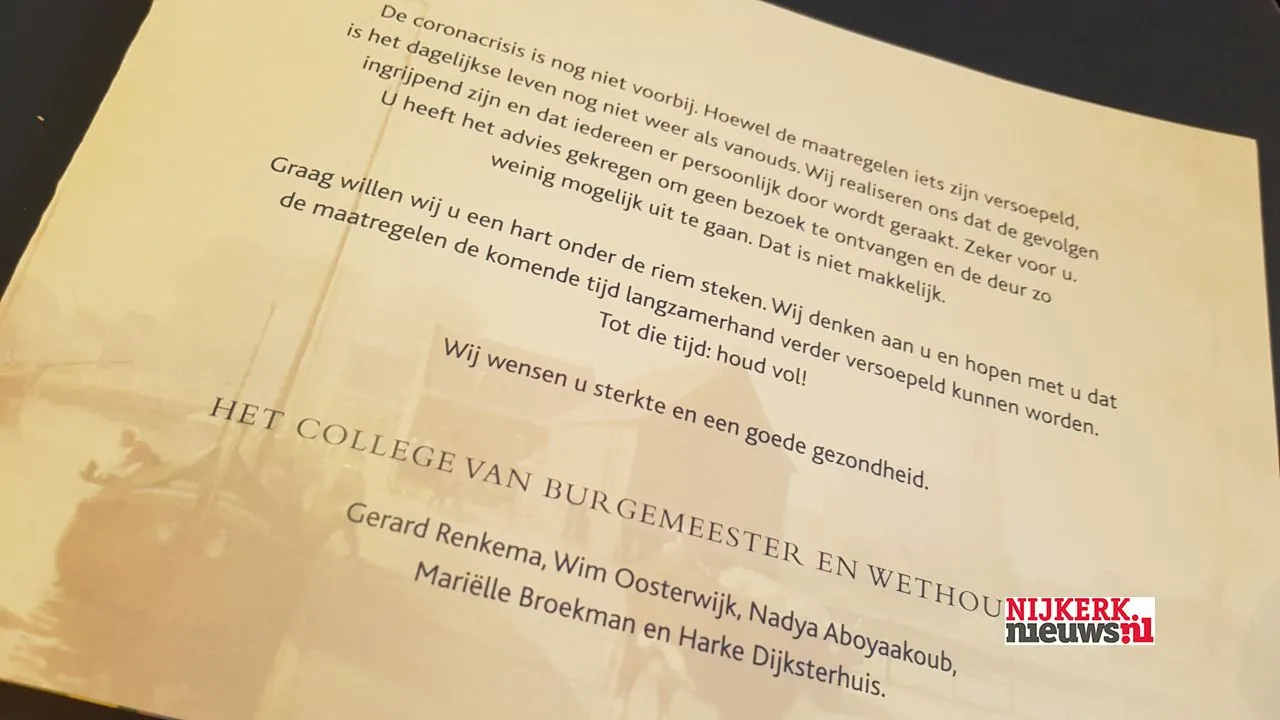 De coronacrisis is nog niet voorbij. Hoewel de maatregelen iets zijn versoepeld,
is het dagelijkse leven nog niet weer als vanouds. Wij realiseren ons dat de gevolgen
ingrijpend zijn en dat iedereen er persoonlijk door wordt geraakt. Zeker voor u.
U heeft het advies gekregen om geen bezoek te ontvangen en de deur zo
weinig mogelijk uit te gaan. Dat is niet makkelijk.
Graag willen wij u een hart onder de riem steken. Wij denken aan u en hopen met u dat
de maatregelen de komende tijd langzamerhand verder versoepeld kunnen worden.
Tot die tijd: houd vol!
Wij wensen u sterkte en een goede gezondheid.
HET COLLEGE VAN BURGEMEESTER EN WETHOU
Gerard Renkema, Wim Oosterwijk, Nadya Aboyaakoub,
Mariëlle Broekman en Harke Dijksterhuis.
NIJKERK.
nieuws.nl